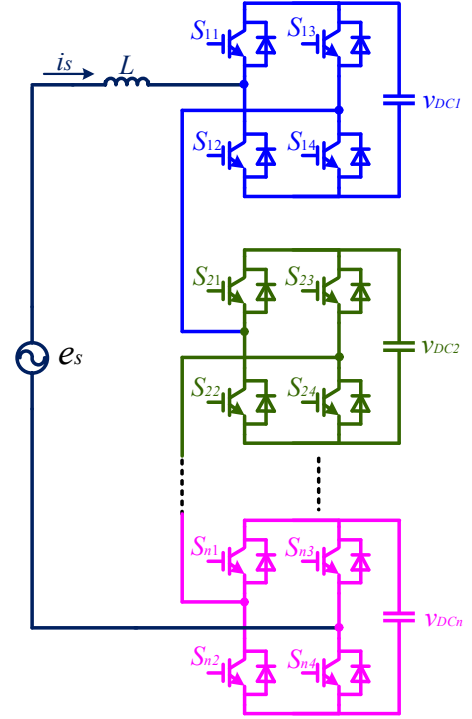 S11 S13
is L
vDC1
S12 S14
S21 S23
es
vDC2
S22 S24
Sn1 Sn3
vDCn
Sn2 Sn4